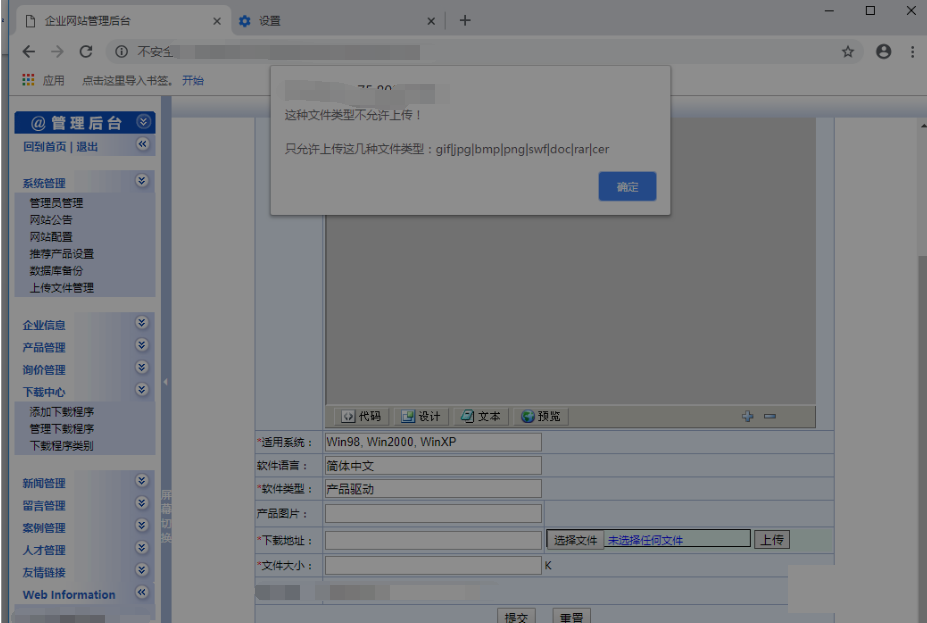 企业网站管理后台
设置
不安全
应用 点击这里导入书签。 开始
这种文件类型不允许上传！
只允许上传这几种文件类型：gif|jpg|bmp|png|swf|doc|rar|cer
确定
@管理后台
回到首页 | 退出
系统管理
管理员管理
网站公告
网站配置
推荐产品设置
数据库备份
上传文件管理
企业信息
产品管理
询价管理
下载中心
添加下载程序
管理下载程序
下载程序类别
新闻管理
留言管理
案例管理
人才管理
友情链接
Web Information
屏幕切换
代码 设计 文本 预览
*适用系统： Win98, Win2000, WinXP
软件语言： 简体中文
*软件类型： 产品驱动
产品图片：
*下载地址： 选择文件 未选择任何文件 上传
*文件大小： K
提交 重置